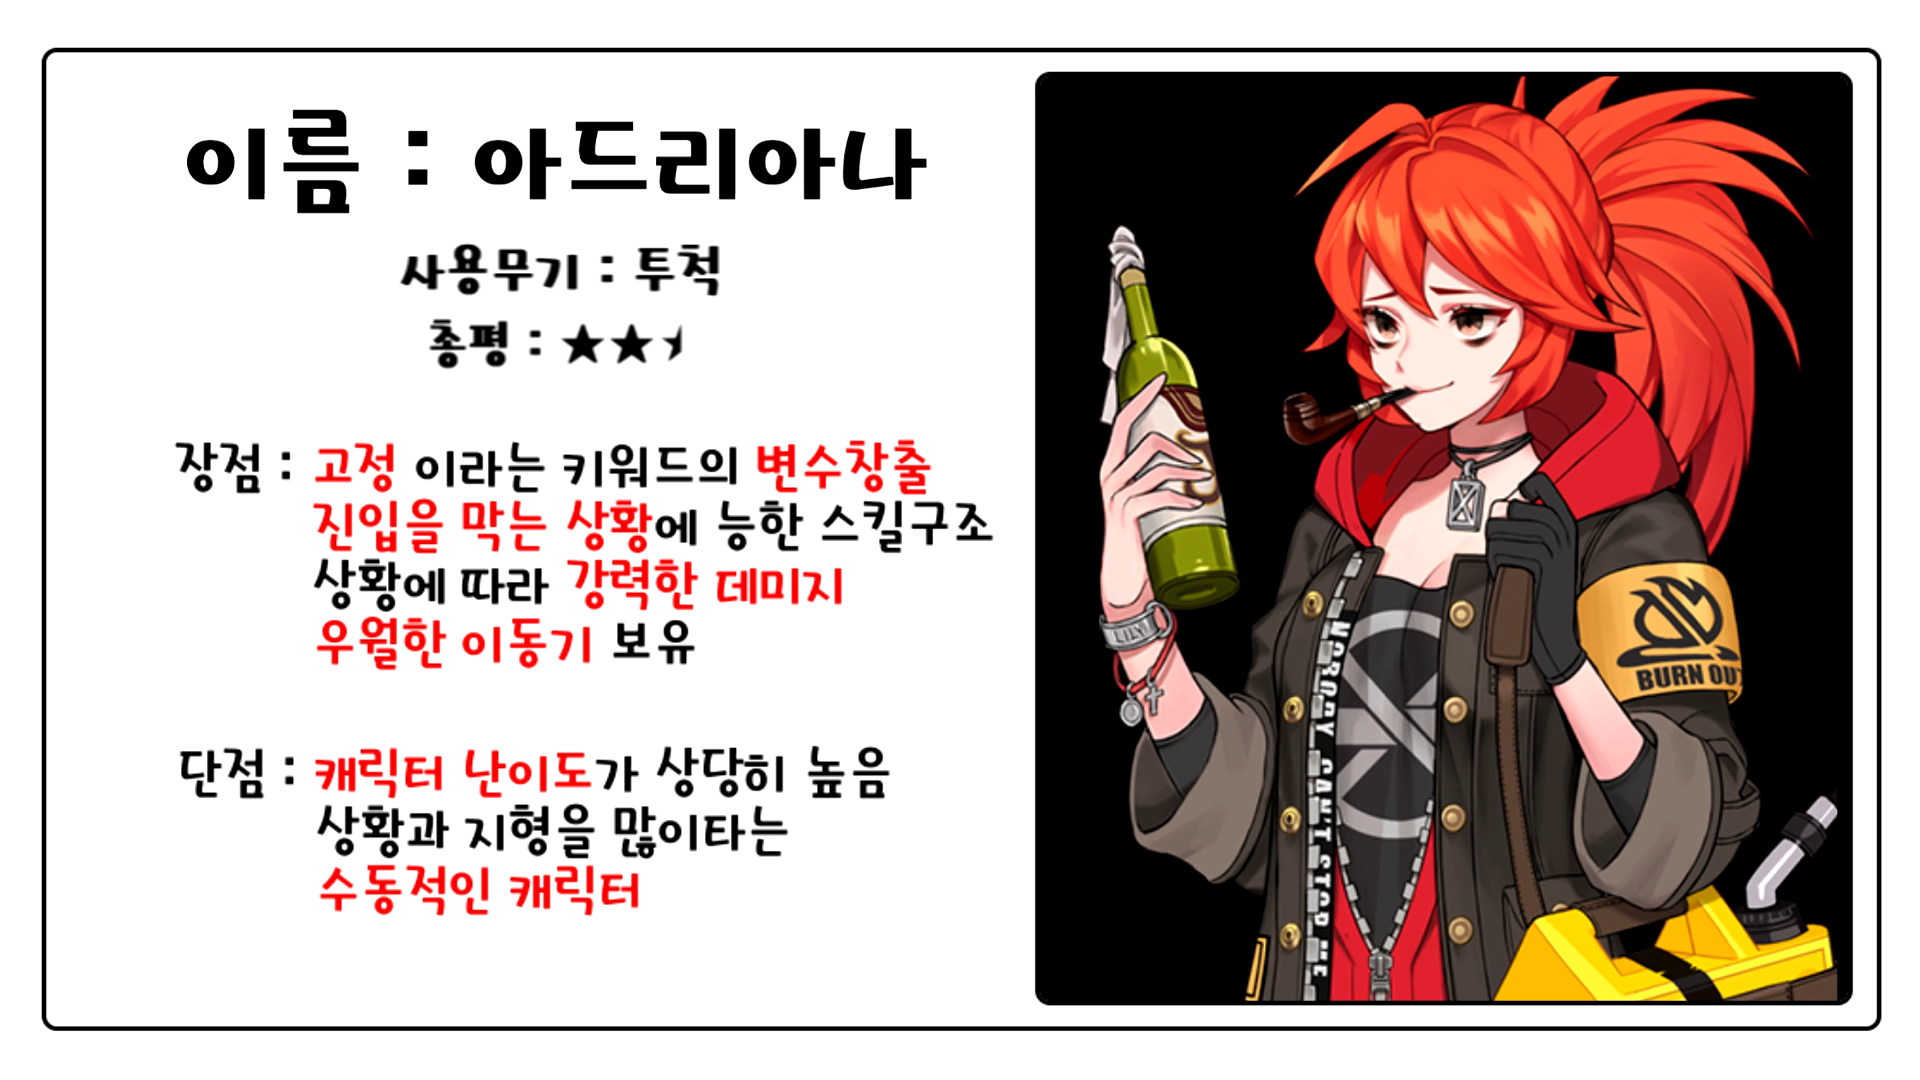 이름 : 아드리아나
사용무기 : 투척
총평 : ★★⯨
장점 : 고정 이라는 키워드의 변수창출
진입을 막는 상황에 능한 스킬구조
상황에 따라 강력한 데미지
우월한 이동기 보유
단점 : 캐릭터 난이도가 상당히 높음
상황과 지형을 많이타는
수동적인 캐릭터
BURN OUT
CAN'T STOP ME